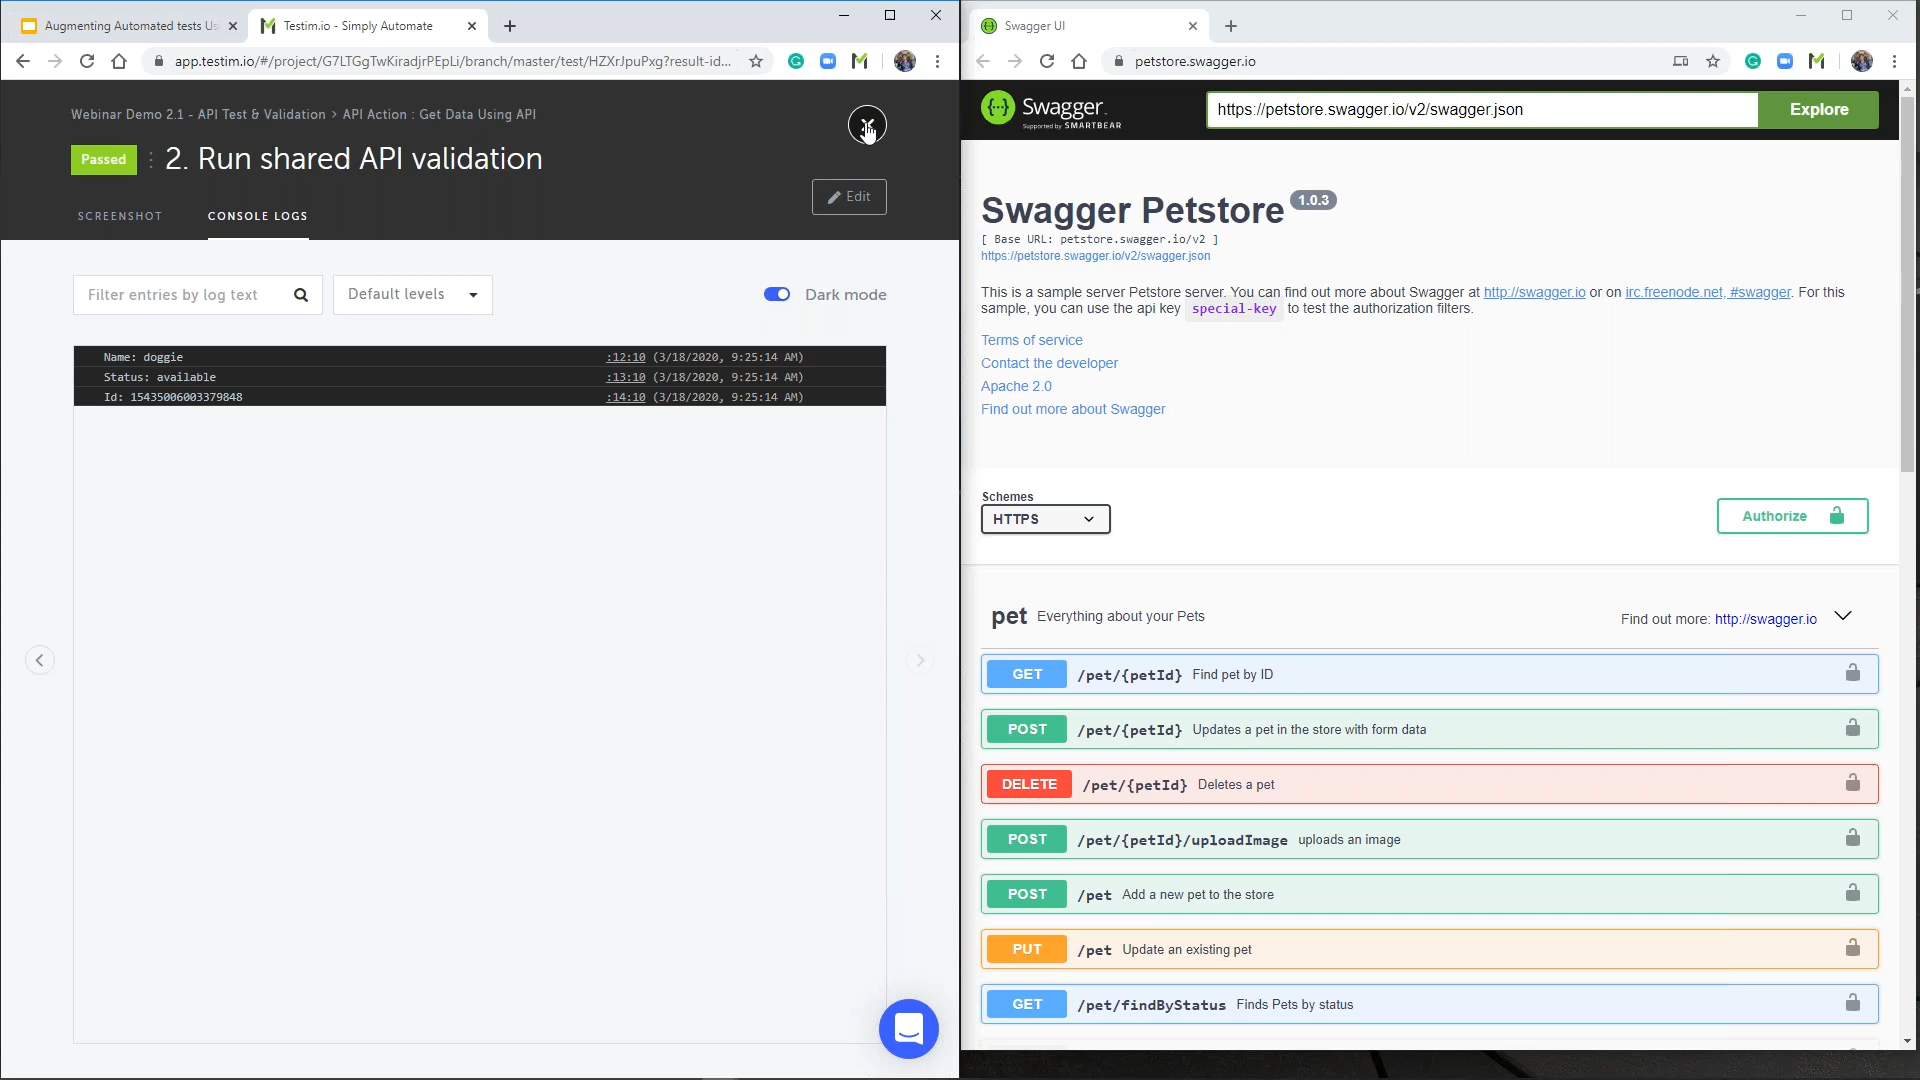 Augmenting Automated tests Us
Testim.io - Simply Automate
app.testim.io/#/project/G7LTGgTwKiradjrPEpLi/branch/master/test/HZXrJpuPxg?result-id...
Webinar Demo 2.1 - API Test & Validation > API Action : Get Data Using API
Passed : 2. Run shared API validation
Edit
SCREENSHOT CONSOLE LOGS
Filter entries by log text
Default levels
Dark mode
Name: doggie :12:10 (3/18/2020, 9:25:14 AM)
Status: available :13:10 (3/18/2020, 9:25:14 AM)
Id: 15435006003379848 :14:10 (3/18/2020, 9:25:14 AM)
Swagger UI
petstore.swagger.io
Swagger
Supported by SMARTBEAR
https://petstore.swagger.io/v2/swagger.json
Explore
Swagger Petstore 1.0.3
[ Base URL: petstore.swagger.io/v2 ]
https://petstore.swagger.io/v2/swagger.json
This is a sample server Petstore server. You can find out more about Swagger at http://swagger.io or on irc.freenode.net, #swagger. For this
sample, you can use the api key special-key to test the authorization filters.
Terms of service
Contact the developer
Apache 2.0
Find out more about Swagger
Schemes
HTTPS
Authorize
pet Everything about your Pets
Find out more: http://swagger.io
GET /pet/{petId} Find pet by ID
POST /pet/{petId} Updates a pet in the store with form data
DELETE /pet/{petId} Deletes a pet
POST /pet/{petId}/uploadImage uploads an image
POST /pet Add a new pet to the store
PUT /pet Update an existing pet
GET /pet/findByStatus Finds Pets by status